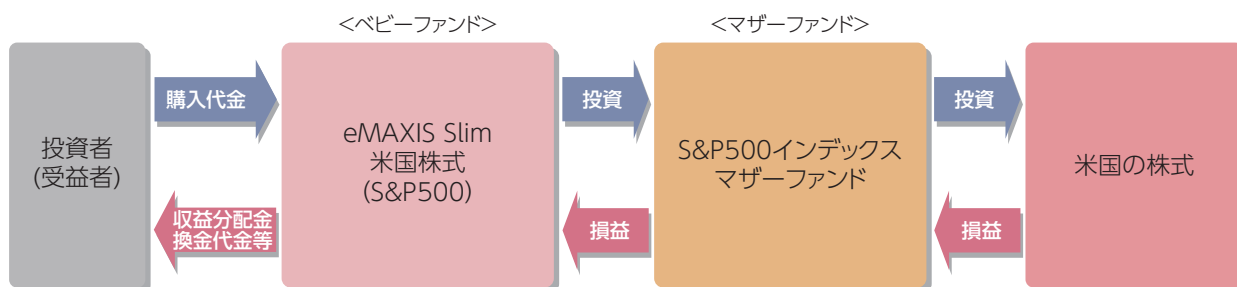 <ベビーファンド>
<マザーファンド>
投資者
(受益者)
購入代金
収益分配金
換金代金等
eMAXIS Slim
米国株式
(S&P500)
投資
損益
S&P500インデックス
マザーファンド
投資
損益
米国の株式